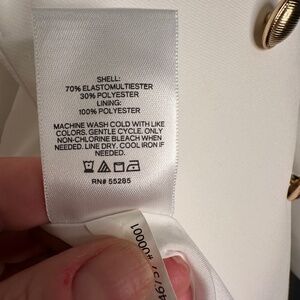 SHELL:
70% ELASTOMULTIESTER
30% POLYESTER
LINING:
100% POLYESTER
MACHINE WASH COLD WITH LIKE
COLORS. GENTLE CYCLE. ONLY
NON-CHLORINE BLEACH WHEN
NEEDED. LINE DRY. COOL IRON IF
NEEDED.
RN# 55285
#00001